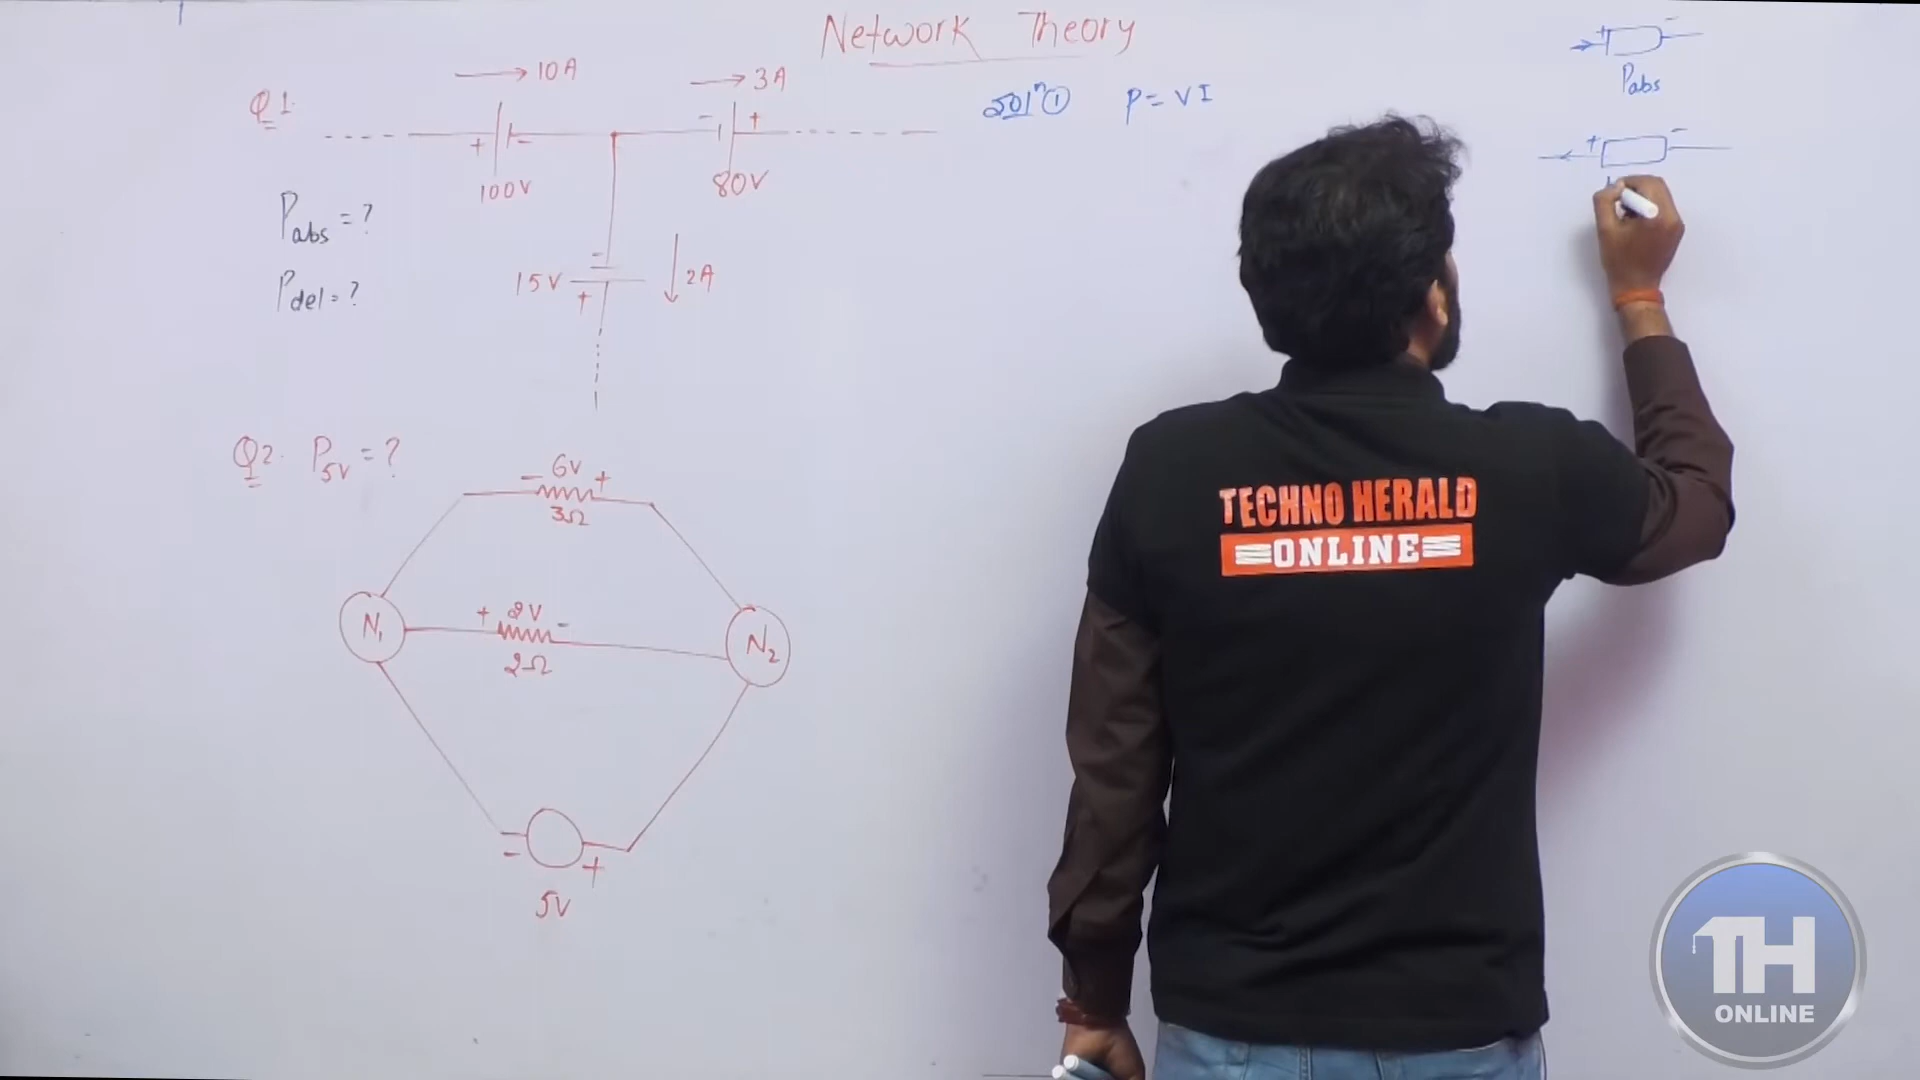 Network Theory
Q1.
→ 10A
→ 3A
+ -
100V
- +
80V
Pabs = ?
Pdel = ?
-
15V
+
2A
Soln ① P = VI
+ -
Pabs
+ -
Q2. P5V = ?
- 6V +
3Ω
N1
+ 2V -
2Ω
N2
- +
5V
TECHNO HERALD
ONLINE
TH
ONLINE